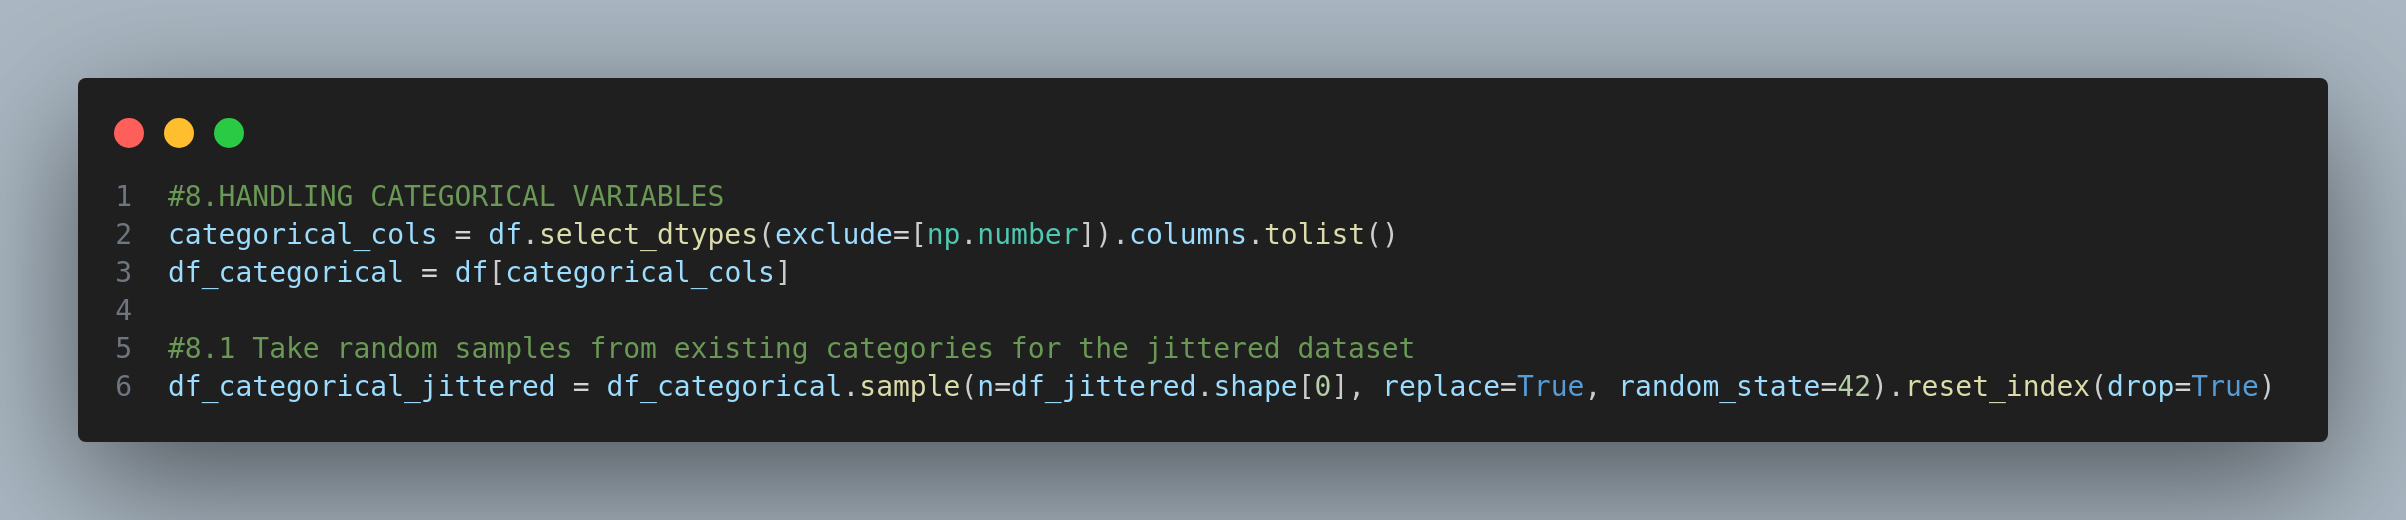 1 #8.HANDLING CATEGORICAL VARIABLES
2 categorical_cols = df.select_dtypes(exclude=[np.number]).columns.tolist()
3 df_categorical = df[categorical_cols]
4
5 #8.1 Take random samples from existing categories for the jittered dataset
6 df_categorical_jittered = df_categorical.sample(n=df_jittered.shape[0], replace=True, random_state=42).reset_index(drop=True)